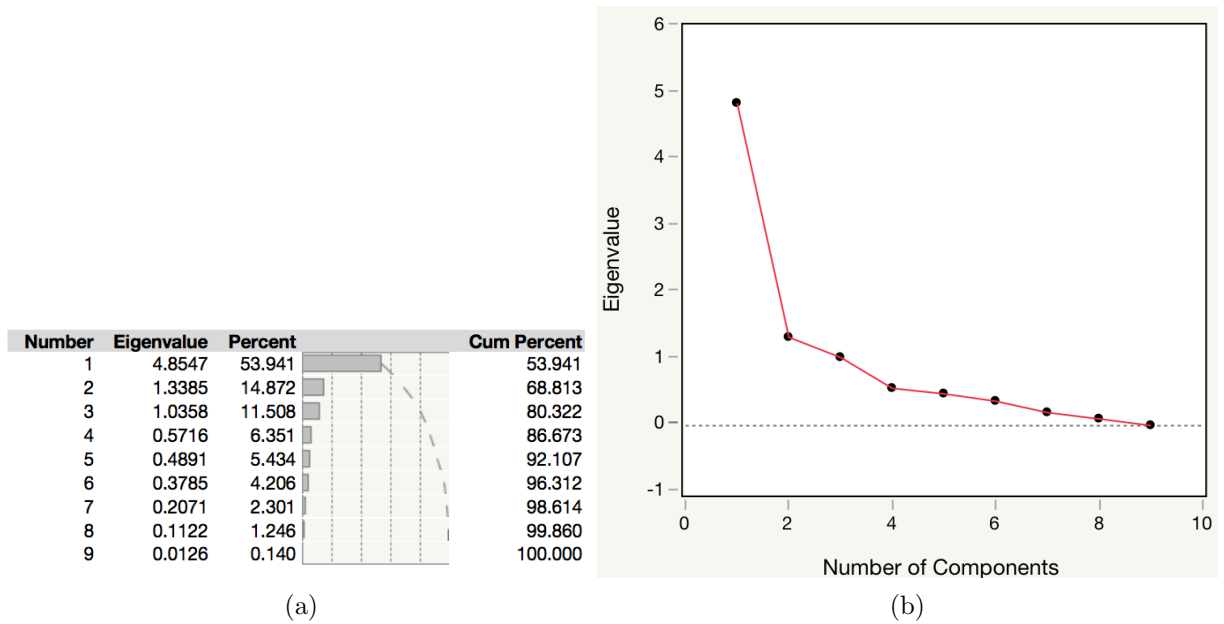 Number Eigenvalue Percent Cum Percent
1 4.8547 53.941 53.941
2 1.3385 14.872 68.813
3 1.0358 11.508 80.322
4 0.5716 6.351 86.673
5 0.4891 5.434 92.107
6 0.3785 4.206 96.312
7 0.2071 2.301 98.614
8 0.1122 1.246 99.860
9 0.0126 0.140 100.000
(a)
6
5
4
3
2
1
0
-1
Eigenvalue
0 2 4 6 8 10
Number of Components
(b)